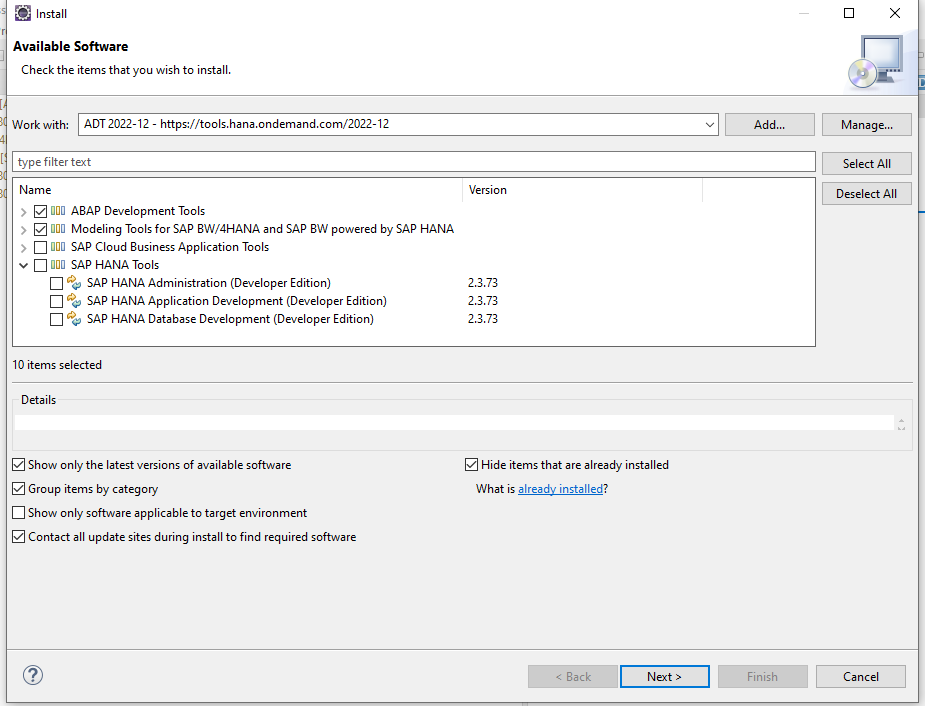 Install
Available Software
Check the items that you wish to install.
Work with: ADT 2022-12 - https://tools.hana.ondemand.com/2022-12 Add... Manage...
type filter text Select All
Name Version Deselect All
ABAP Development Tools
Modeling Tools for SAP BW/4HANA and SAP BW powered by SAP HANA
SAP Cloud Business Application Tools
SAP HANA Tools
SAP HANA Administration (Developer Edition) 2.3.73
SAP HANA Application Development (Developer Edition) 2.3.73
SAP HANA Database Development (Developer Edition) 2.3.73
10 items selected
Details
Show only the latest versions of available software Hide items that are already installed
Group items by category What is already installed?
Show only software applicable to target environment
Contact all update sites during install to find required software
? < Back Next > Finish Cancel